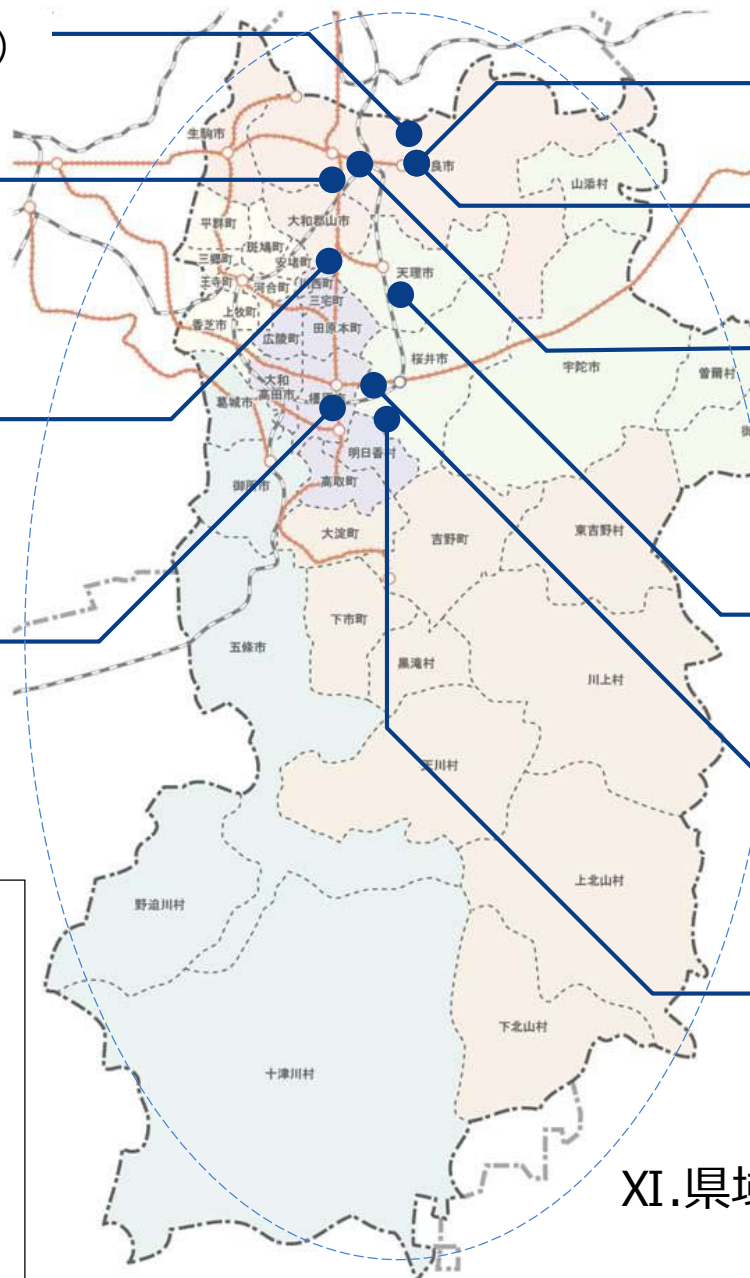 )
生駒市
良市
山添村
平群町
大和郡山市
斑鳩町
安堵町
三郷町
天理市
王寺町
河合町
川西町
三宅町
上牧町
香芝市
田原本町
広陵町
桜井市
宇陀市
曽爾村
大和
高田市
葛城市
橿
市
御
明日香村
御所市
高取町
大淀町
吉野町
東吉野村
下市町
黒滝村
五條市
川上村
天川村
上北山村
野迫川村
下北山村
十津川村
Ⅺ.県域